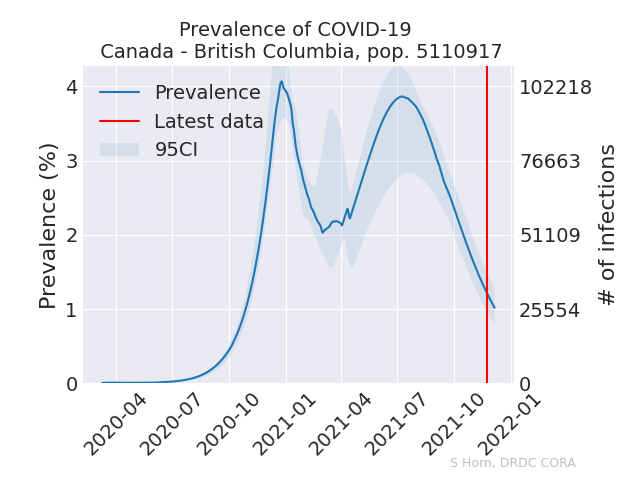 Prevalence of COVID-19
Canada - British Columbia, pop. 5110917
Prevalence
Latest data
95CI
Prevalence (%)
4
3
2
1
0
102218
76663
51109
25554
0
# of infections
2020-04
2020-07
2020-10
2021-01
2021-04
2021-07
2021-10
2022-01
S Horn, DRDC CORA